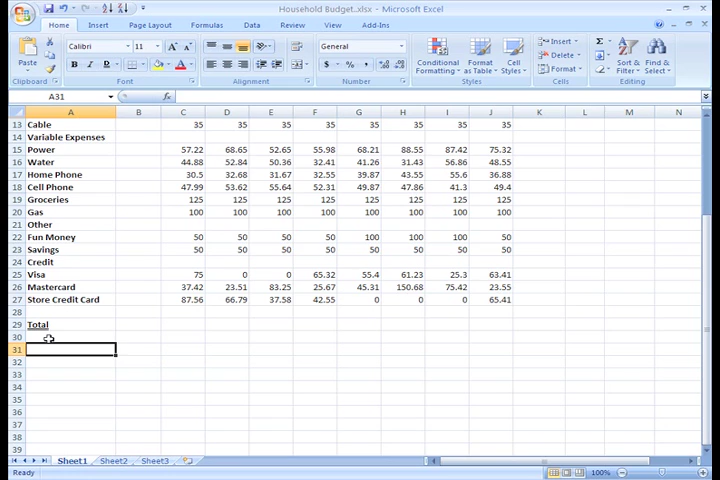 Household Budget.xlsx - Microsoft Excel
Home Insert Page Layout Formulas Data Review View Add-Ins
Calibri 11 General Insert Σ
Paste B I U $ % , Conditional Formatting Format as Table Cell Styles Delete Format Sort & Filter Find & Select
Clipboard Font Alignment Number Styles Cells Editing
A31 fx
A B C D E F G H I J K L M N
13 Cable 35 35 35 35 35 35 35 35
14 Variable Expenses
15 Power 57.22 68.65 52.65 55.98 68.21 88.55 87.42 75.32
16 Water 44.88 52.84 50.36 32.41 41.26 31.43 56.86 48.55
17 Home Phone 30.5 32.68 31.67 32.55 39.87 43.55 55.6 36.88
18 Cell Phone 47.99 53.62 55.64 52.31 49.87 47.86 41.3 49.4
19 Groceries 125 125 125 125 125 125 125 125
20 Gas 100 100 100 100 100 100 100 100
21 Other
22 Fun Money 50 50 50 50 100 100 100 50
23 Savings 50 50 50 50 50 50 50 50
24 Credit
25 Visa 75 0 0 65.32 55.4 61.23 25.3 63.41
26 Mastercard 37.42 23.51 83.25 25.67 45.31 150.68 75.42 23.55
27 Store Credit Card 87.56 66.79 37.58 42.55 0 0 0 65.41
28
29 Total
30
31
32
33
34
35
36
37
38
39
Sheet1 Sheet2 Sheet3
Ready 100%